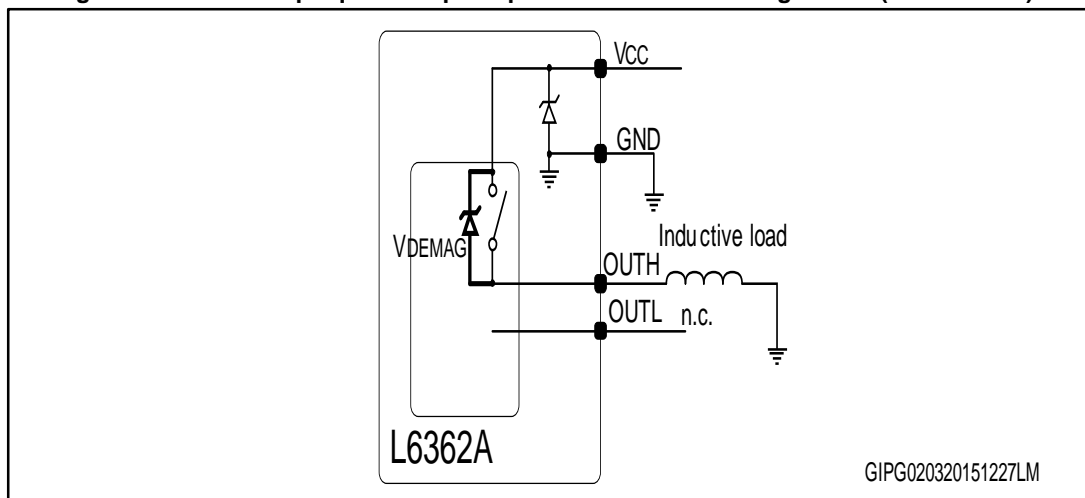 VCC
GND
VDEMAG
Inductive load
OUTH
OUTL n.c.
L6362A
GIPG020320151227LM